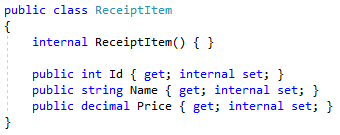 public class ReceiptItem
{
    internal ReceiptItem() { }

    public int Id { get; internal set; }
    public string Name { get; internal set; }
    public decimal Price { get; internal set; }
}